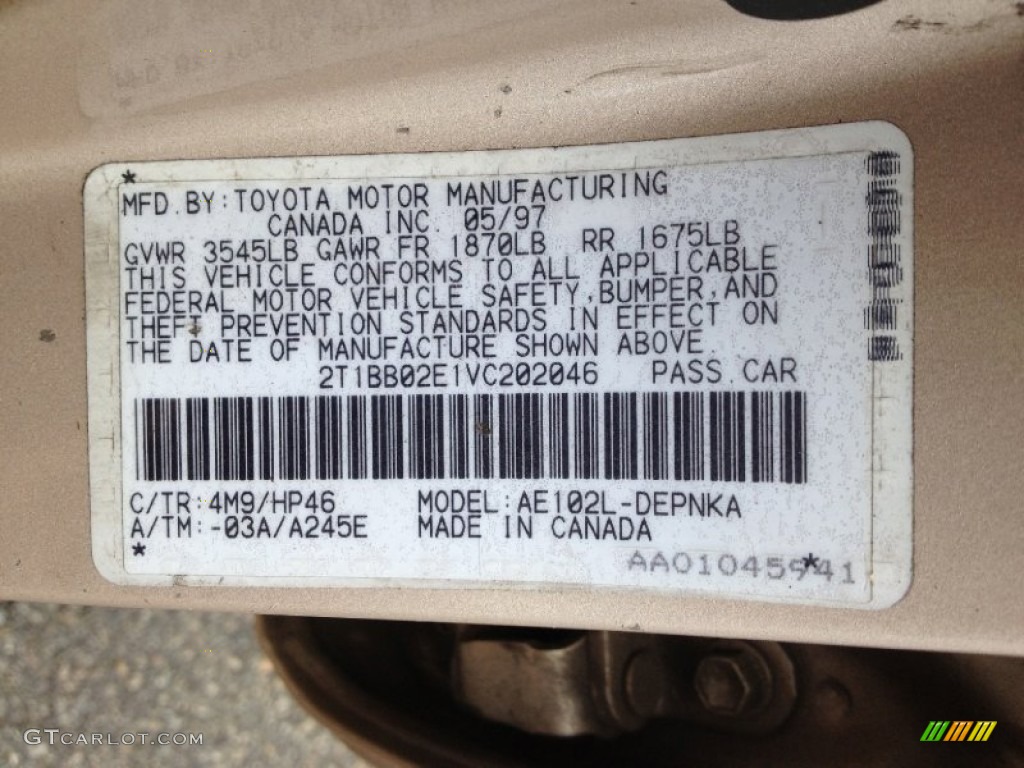 *
MFD. BY: TOYOTA MOTOR MANUFACTURING
CANADA INC. 05/97
GVWR 3545LB GAWR FR 1870LB RR 1675LB
THIS VEHICLE CONFORMS TO ALL APPLICABLE
FEDERAL MOTOR VEHICLE SAFETY, BUMPER, AND
THEFT PREVENTION STANDARDS IN EFFECT ON
THE DATE OF MANUFACTURE SHOWN ABOVE.
2T1BB02E1VC202046 PASS. CAR
C/TR: 4M9/HP46 MODEL: AE102L-DEPNKA
A/TM: -03A/A245E MADE IN CANADA
* *
AA01045941
GTCARLOT.COM